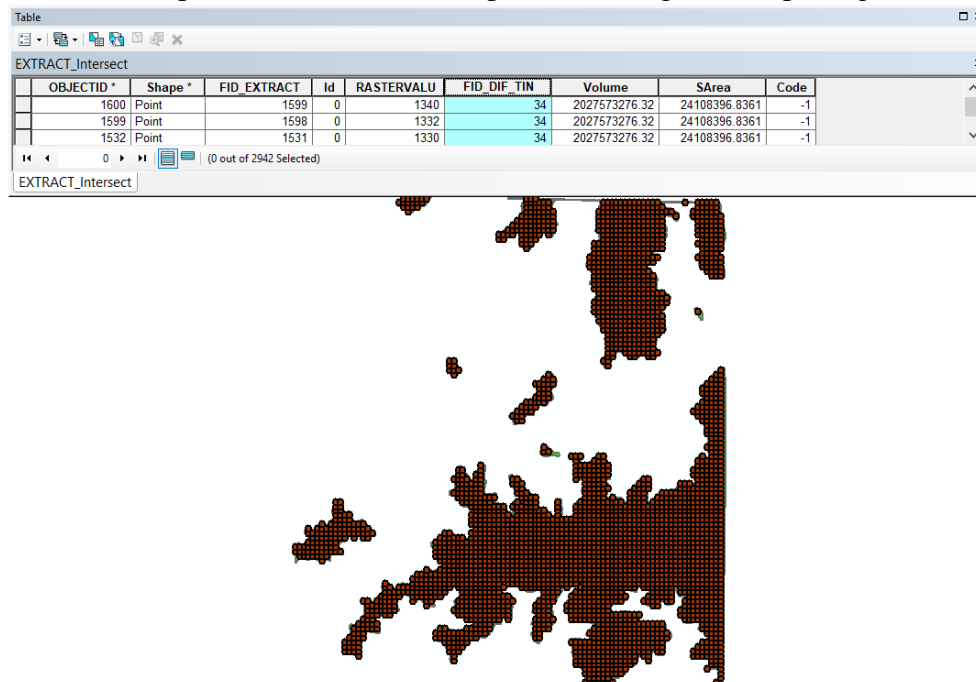 Table
EXTRACT_Intersect
OBJECTID * Shape * FID_EXTRACT Id RASTERVALU FID_DIF_TIN Volume SArea Code
1600 Point 1599 0 1340 34 2027573276.32 24108396.8361 -1
1599 Point 1598 0 1332 34 2027573276.32 24108396.8361 -1
1532 Point 1531 0 1330 34 2027573276.32 24108396.8361 -1
0 (0 out of 2942 Selected)
EXTRACT_Intersect